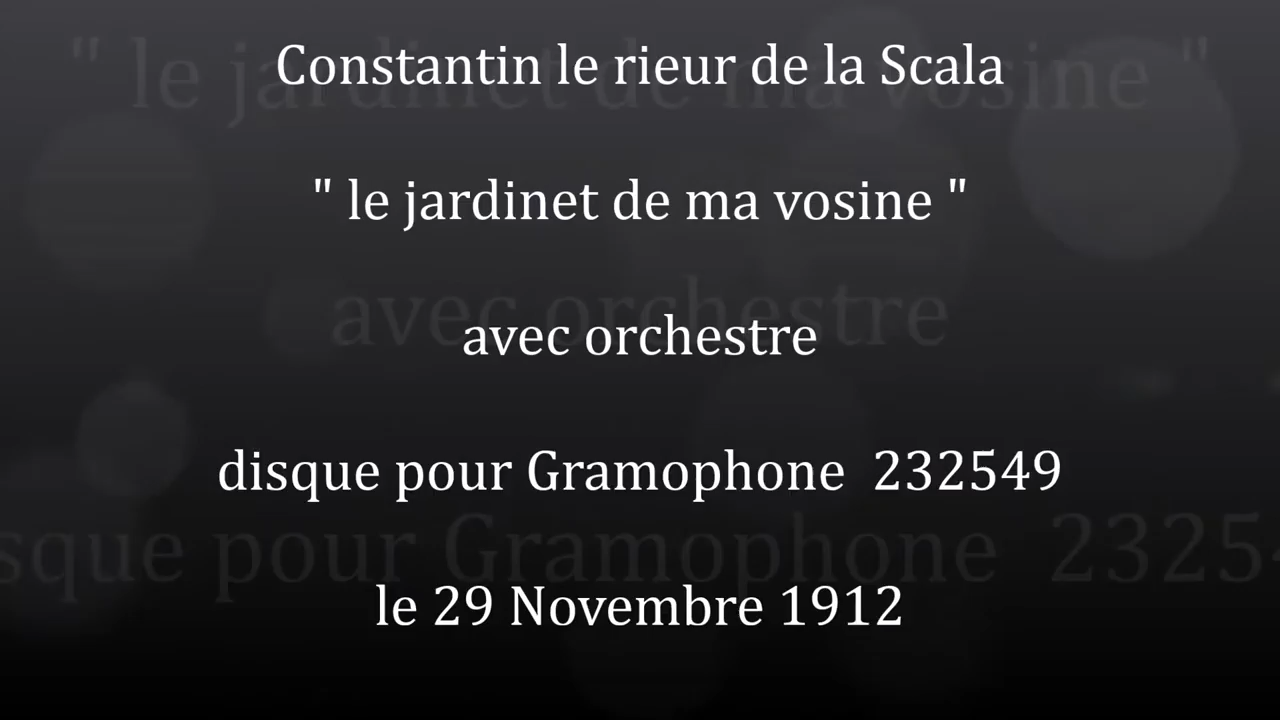 Constantin le rieur de la Scala
" le jardinet de ma vosine "
avec orchestre
disque pour Gramophone  232549
le 29 Novembre 1912